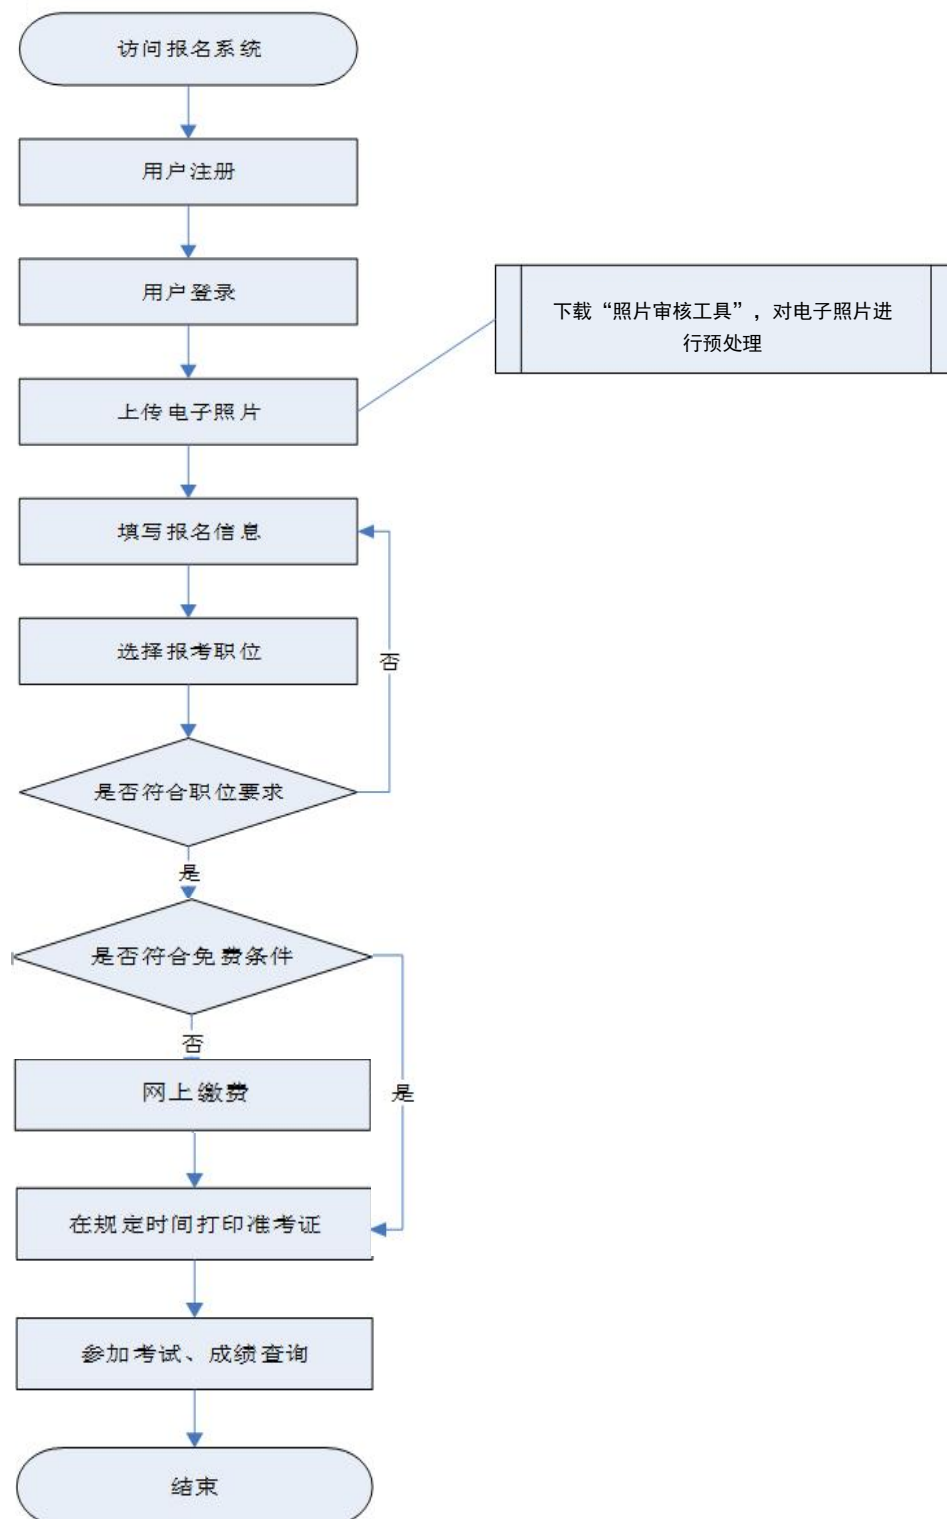 访问报名系统
用户注册
用户登录
下载“照片审核工具”，对电子照片进
行预处理
上传电子照片
填写报名信息
选择报考职位
否
是否符合职位要求
是
是否符合免费条件
否
网上缴费
是
在规定时间打印准考证
参加考试、成绩查询
结束